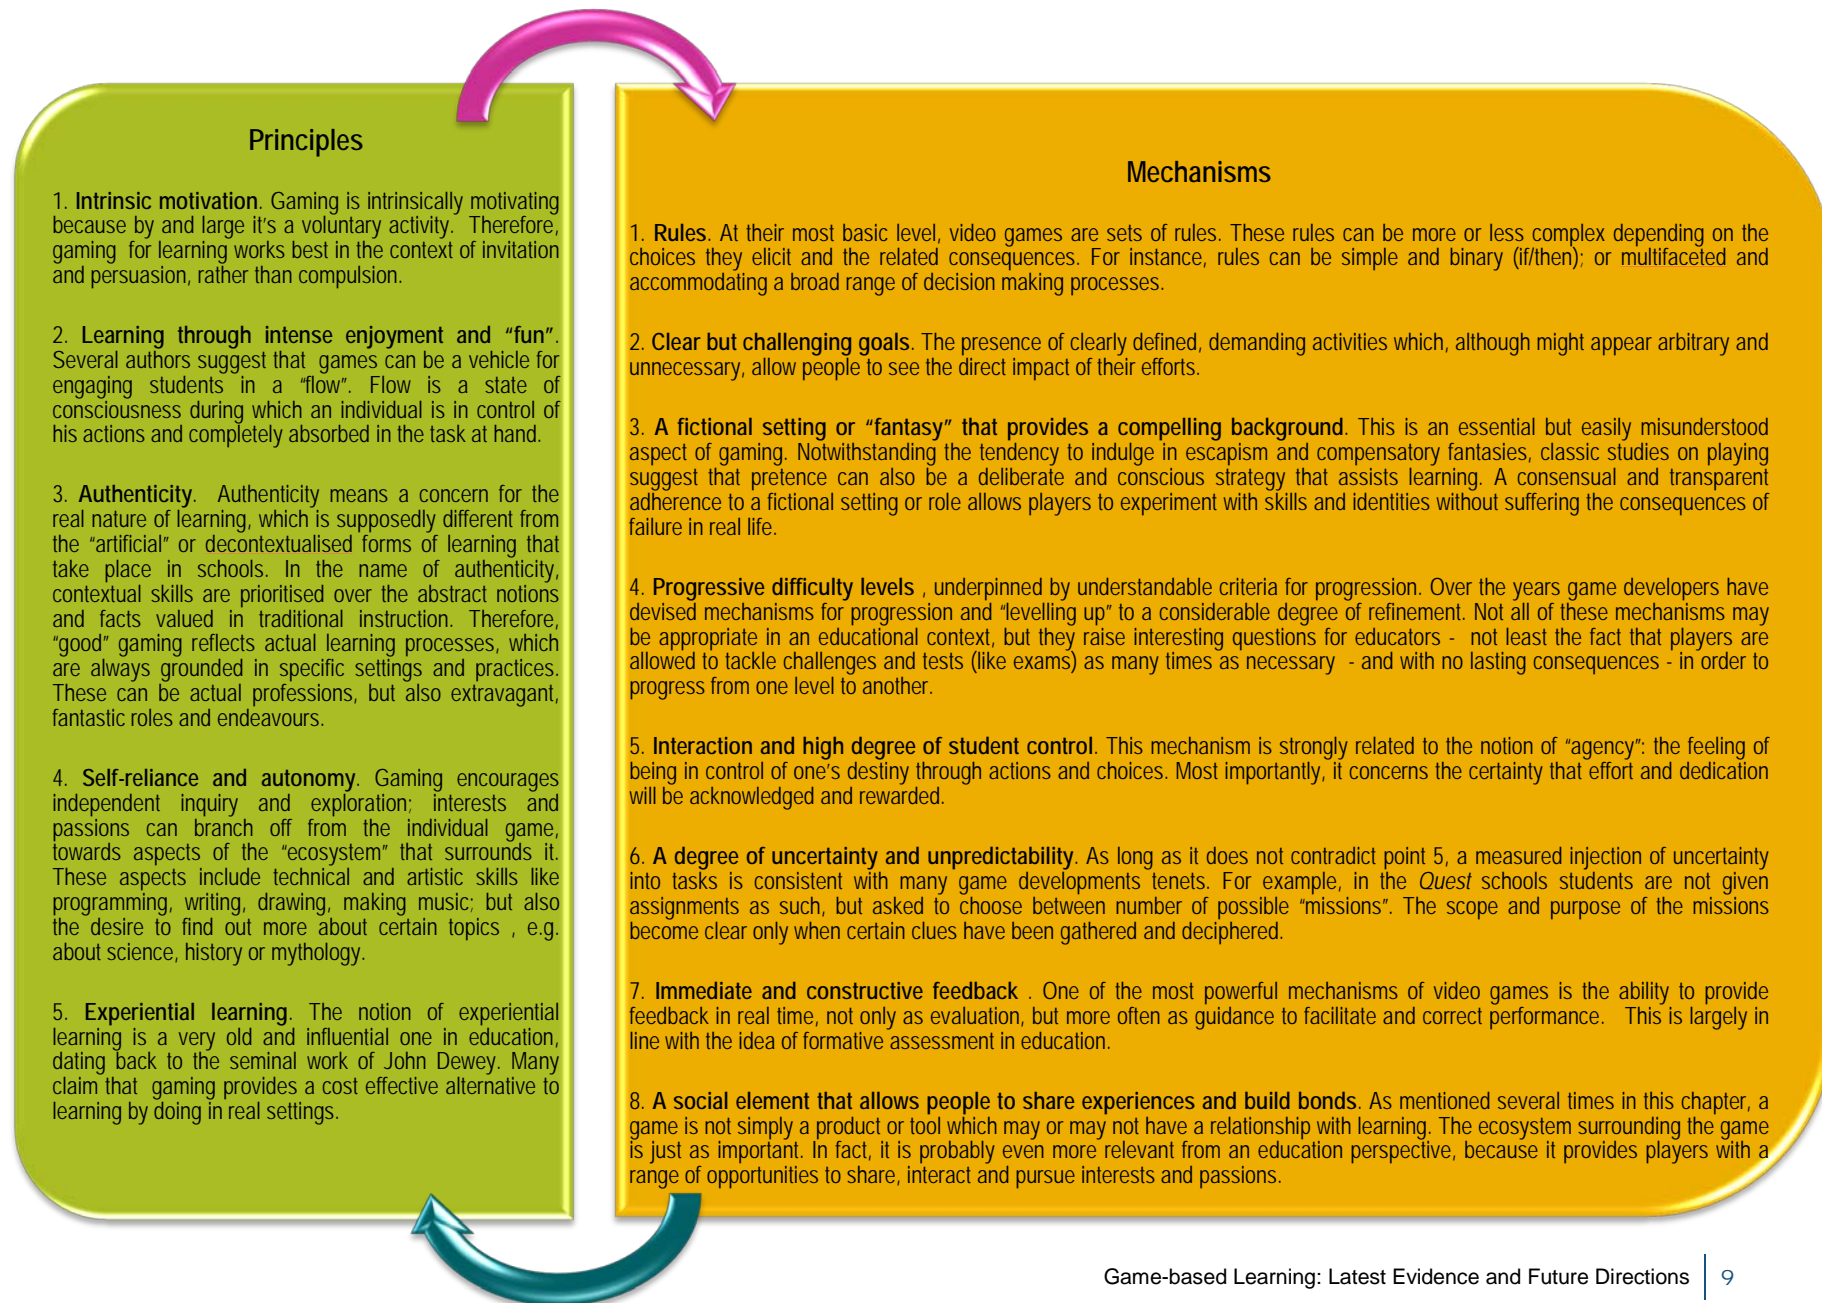 Principles
1. Intrinsic motivation. Gaming is intrinsically motivating
because by and large it's a voluntary activity. Therefore,
gaming for learning works best in the context of invitation
and persuasion, rather than compulsion.
2. Learning through intense enjoyment and “fun”.
Several authors suggest that games can be a vehicle for
engaging students in a “flow”. Flow is a state of
consciousness during which an individual is in control of
his actions and completely absorbed in the task at hand.
3. Authenticity. Authenticity means a concern for the
real nature of learning, which is supposedly different from
the “artificial” or decontextualised forms of learning that
take place in schools. In the name of authenticity,
contextual skills are prioritised over the abstract notions
and facts valued in traditional instruction. Therefore,
“good” gaming reflects actual learning processes, which
are always grounded in specific settings and practices.
These can be actual professions, but also extravagant,
fantastic roles and endeavours.
4. Self-reliance and autonomy. Gaming encourages
independent inquiry and exploration; interests and
passions can branch off from the individual game,
towards aspects of the “ecosystem” that surrounds it.
These aspects include technical and artistic skills like
programming, writing, drawing, making music; but also
the desire to find out more about certain topics , e.g.
about science, history or mythology.
5. Experiential learning. The notion of experiential
learning is a very old and influential one in education,
dating back to the seminal work of John Dewey. Many
claim that gaming provides a cost effective alternative to
learning by doing in real settings.
Mechanisms
1. Rules. At their most basic level, video games are sets of rules. These rules can be more or less complex depending on the
choices they elicit and the related consequences. For instance, rules can be simple and binary (if/then); or multifaceted and
accommodating a broad range of decision making processes.
2. Clear but challenging goals. The presence of clearly defined, demanding activities which, although might appear arbitrary and
unnecessary, allow people to see the direct impact of their efforts.
3. A fictional setting or “fantasy” that provides a compelling background. This is an essential but easily misunderstood
aspect of gaming. Notwithstanding the tendency to indulge in escapism and compensatory fantasies, classic studies on playing
suggest that pretence can also be a deliberate and conscious strategy that assists learning. A consensual and transparent
adherence to a fictional setting or role allows players to experiment with skills and identities without suffering the consequences of
failure in real life.
4. Progressive difficulty levels , underpinned by understandable criteria for progression. Over the years game developers have
devised mechanisms for progression and “levelling up” to a considerable degree of refinement. Not all of these mechanisms may
be appropriate in an educational context, but they raise interesting questions for educators - not least the fact that players are
allowed to tackle challenges and tests (like exams) as many times as necessary - and with no lasting consequences - in order to
progress from one level to another.
5. Interaction and high degree of student control. This mechanism is strongly related to the notion of “agency”: the feeling of
being in control of one's destiny through actions and choices. Most importantly, it concerns the certainty that effort and dedication
will be acknowledged and rewarded.
6. A degree of uncertainty and unpredictability. As long as it does not contradict point 5, a measured injection of uncertainty
into tasks is consistent with many game developments tenets. For example, in the Quest schools students are not given
assignments as such, but asked to choose between number of possible “missions”. The scope and purpose of the missions
become clear only when certain clues have been gathered and deciphered.
7. Immediate and constructive feedback . One of the most powerful mechanisms of video games is the ability to provide
feedback in real time, not only as evaluation, but more often as guidance to facilitate and correct performance. This is largely in
line with the idea of formative assessment in education.
8. A social element that allows people to share experiences and build bonds. As mentioned several times in this chapter, a
game is not simply a product or tool which may or may not have a relationship with learning. The ecosystem surrounding the game
is just as important. In fact, it is probably even more relevant from an education perspective, because it provides players with a
range of opportunities to share, interact and pursue interests and passions.
Game-based Learning: Latest Evidence and Future Directions 9